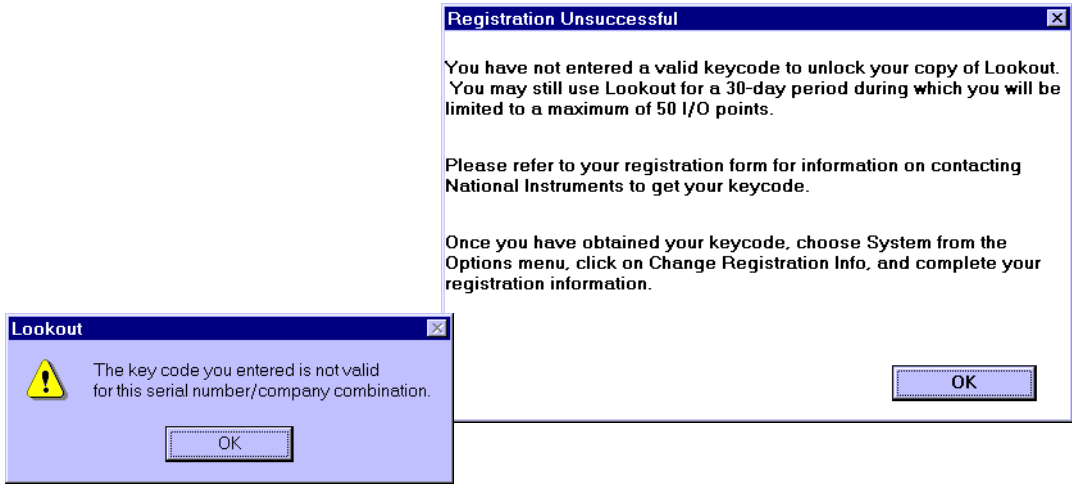 Registration Unsuccessful
You have not entered a valid keycode to unlock your copy of Lookout.
You may still use Lookout for a 30-day period during which you will be
limited to a maximum of 50 I/O points.
Please refer to your registration form for information on contacting
National Instruments to get your keycode.
Once you have obtained your keycode, choose System from the
Options menu, click on Change Registration Info, and complete your
registration information.
OK
Lookout
The key code you entered is not valid
for this serial number/company combination.
OK